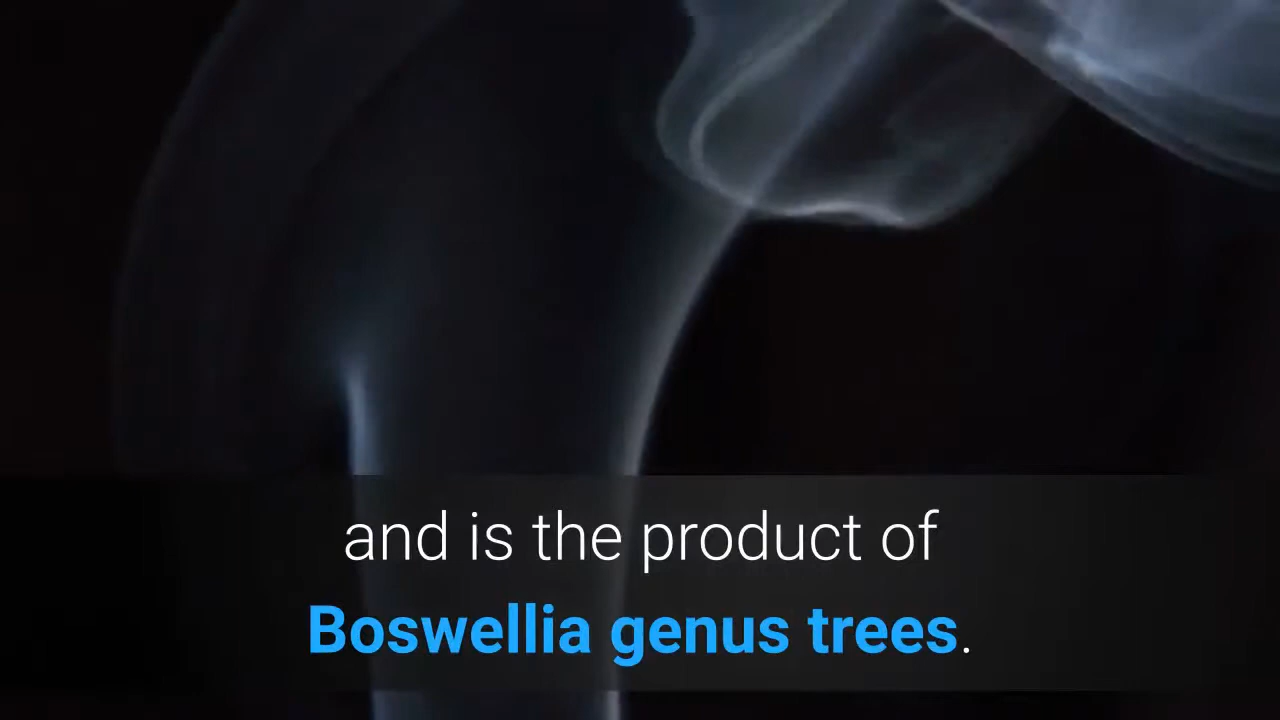 and is the product of
Boswellia genus trees.